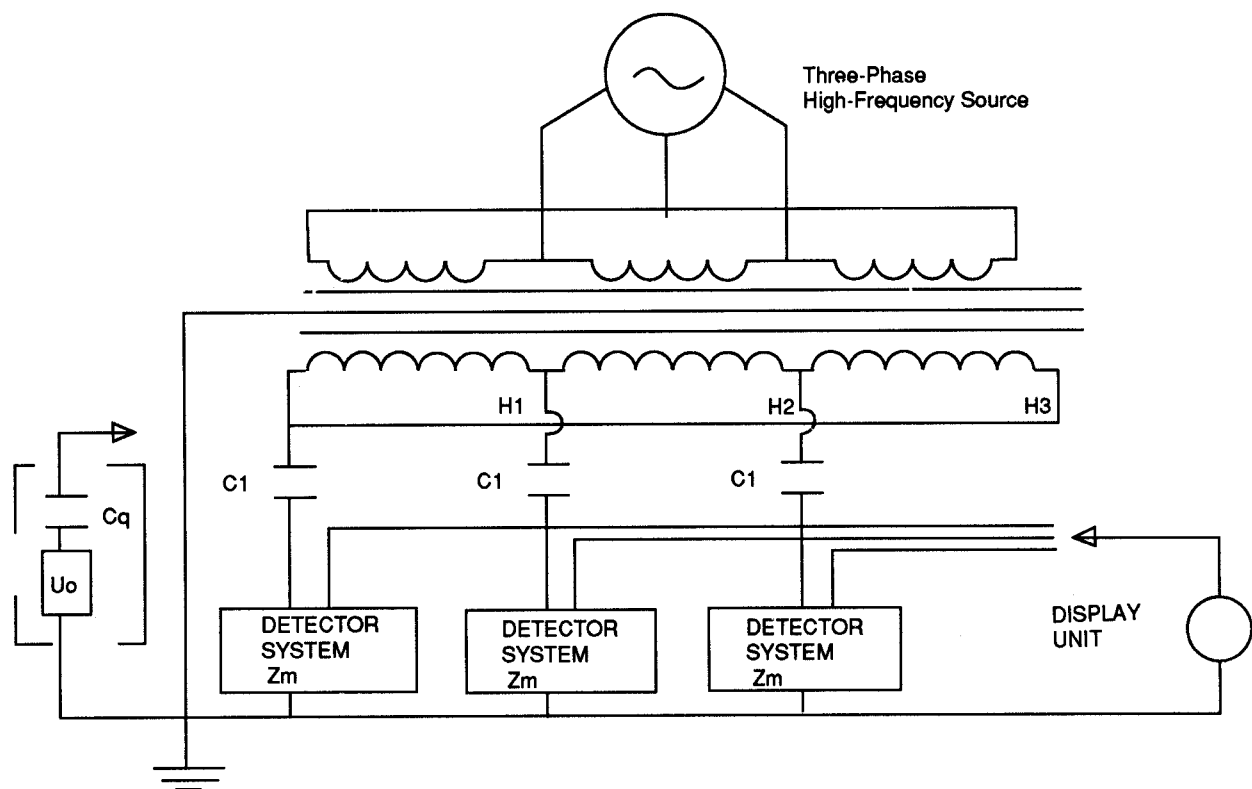 Three-Phase
High-Frequency Source
H1
H2
H3
C1
C1
C1
Cq
Uo
DETECTOR
SYSTEM
Zm
DETECTOR
SYSTEM
Zm
DETECTOR
SYSTEM
Zm
DISPLAY
UNIT